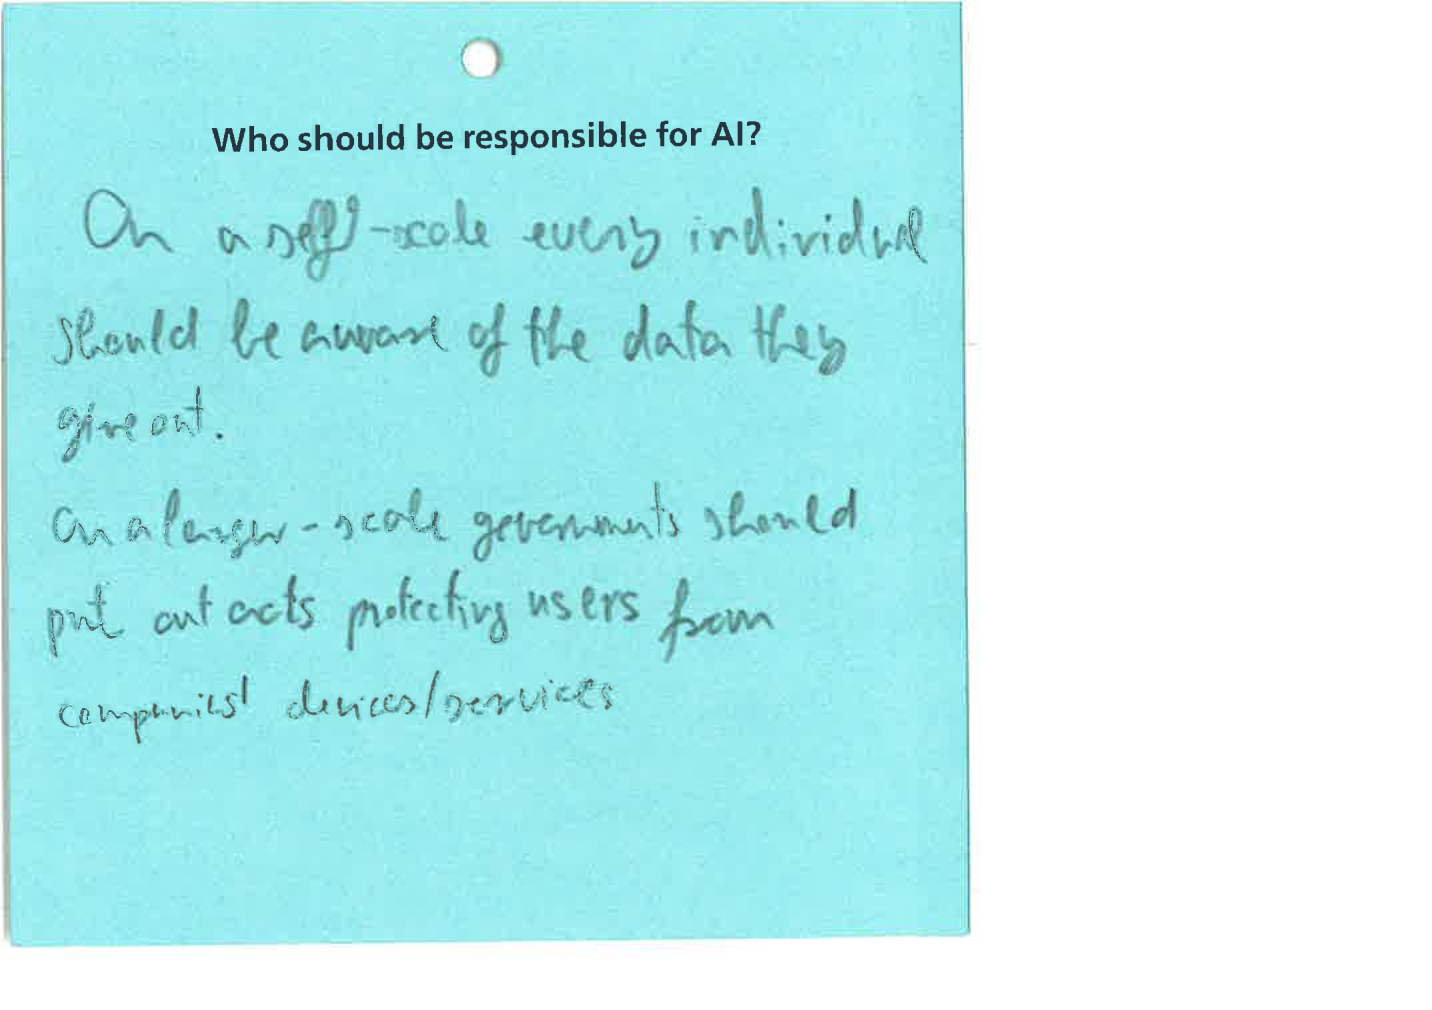 Who should be responsible for AI?
On a self-scale every individual
should be aware of the data they
give out.
On a larger-scale governments should
put out acts protecting users from
companies' devices/services